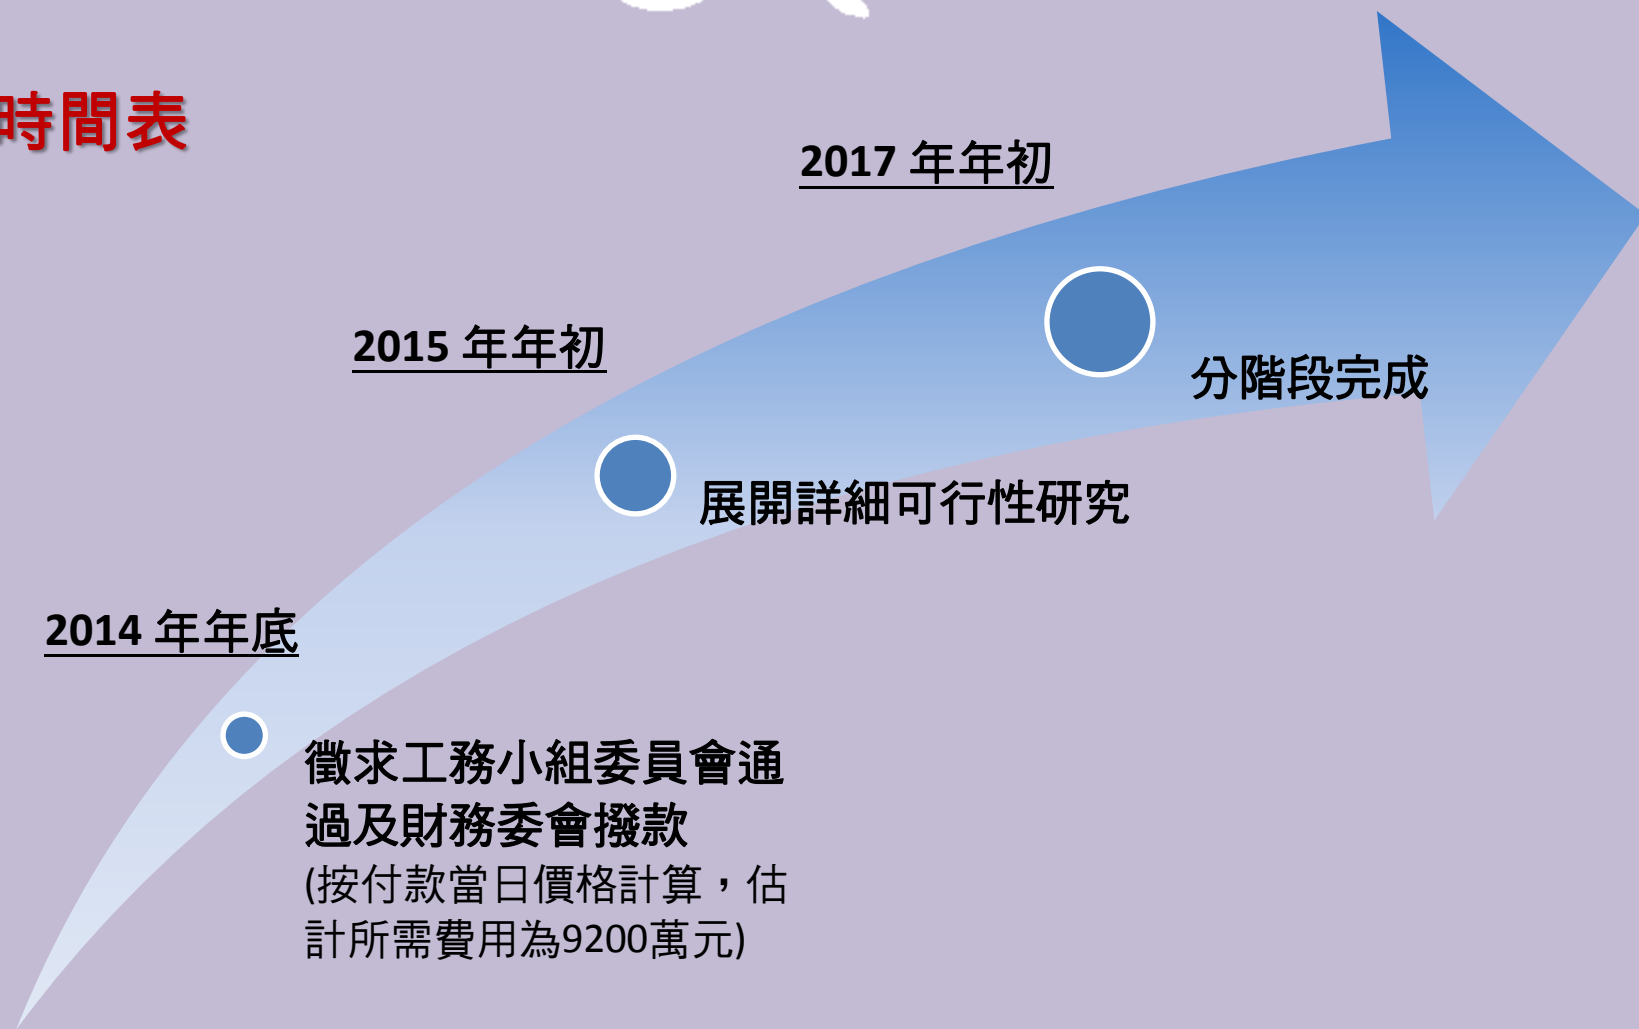 時間表
2017 年年初
2015 年年初
分階段完成
展開詳細可行性研究
2014 年年底
徵求工務小組委員會通
過及財務委會撥款
(按付款當日價格計算，估
計所需費用為9200萬元)